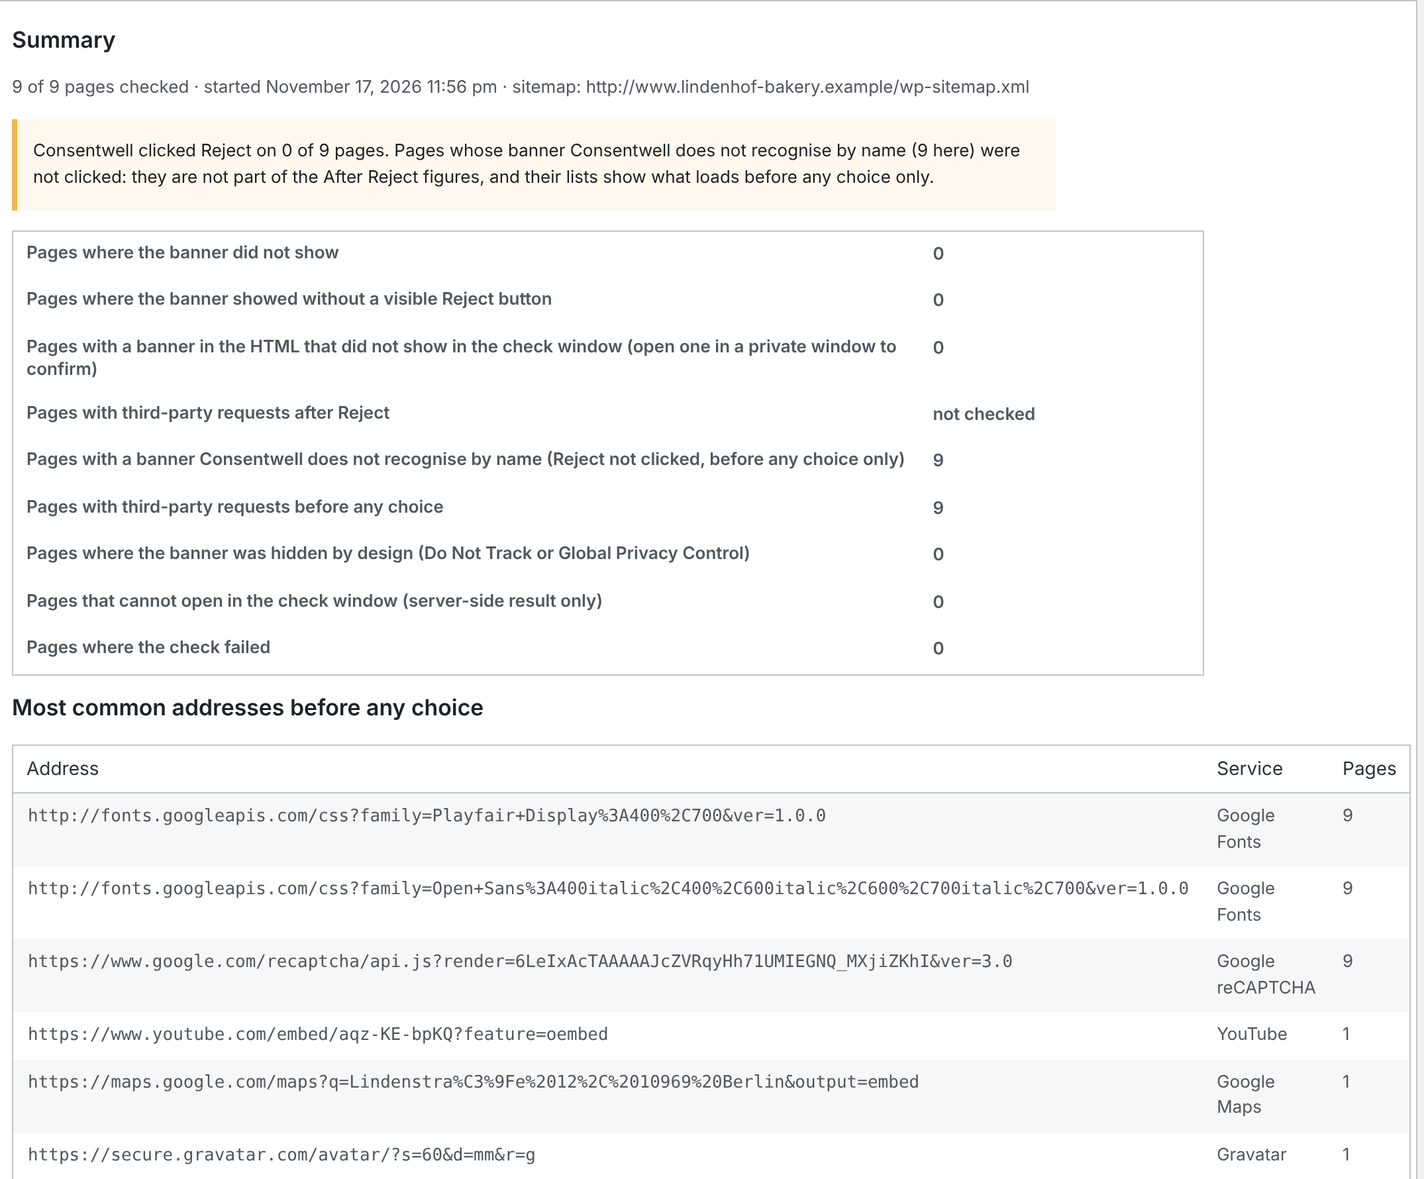 Summary
9 of 9 pages checked · started November 17, 2026 11:56 pm · sitemap: http://www.lindenhof-bakery.example/wp-sitemap.xml
Consentwell clicked Reject on 0 of 9 pages. Pages whose banner Consentwell does not recognise by name (9 here) were
not clicked: they are not part of the After Reject figures, and their lists show what loads before any choice only.
Pages where the banner did not show 0
Pages where the banner showed without a visible Reject button 0
Pages with a banner in the HTML that did not show in the check window (open one in a private window to 0
confirm)
Pages with third-party requests after Reject not checked
Pages with a banner Consentwell does not recognise by name (Reject not clicked, before any choice only) 9
Pages with third-party requests before any choice 9
Pages where the banner was hidden by design (Do Not Track or Global Privacy Control) 0
Pages that cannot open in the check window (server-side result only) 0
Pages where the check failed 0
Most common addresses before any choice
Address Service Pages
http://fonts.googleapis.com/css?family=Playfair+Display%3A400%2C700&ver=1.0.0 Google 9
Fonts
http://fonts.googleapis.com/css?family=Open+Sans%3A400italic%2C400%2C600italic%2C600%2C700italic%2C700&ver=1.0.0 Google 9
Fonts
https://www.google.com/recaptcha/api.js?render=6LeIxAcTAAAAAJcZVRqyHh71UMIEGNQ_MXjiZKhI&ver=3.0 Google 9
reCAPTCHA
https://www.youtube.com/embed/aqz-KE-bpKQ?feature=oembed YouTube 1
https://maps.google.com/maps?q=Lindenstra%C3%9Fe%2012%2C%2010969%20Berlin&output=embed Google 1
Maps
https://secure.gravatar.com/avatar/?s=60&d=mm&r=g Gravatar 1